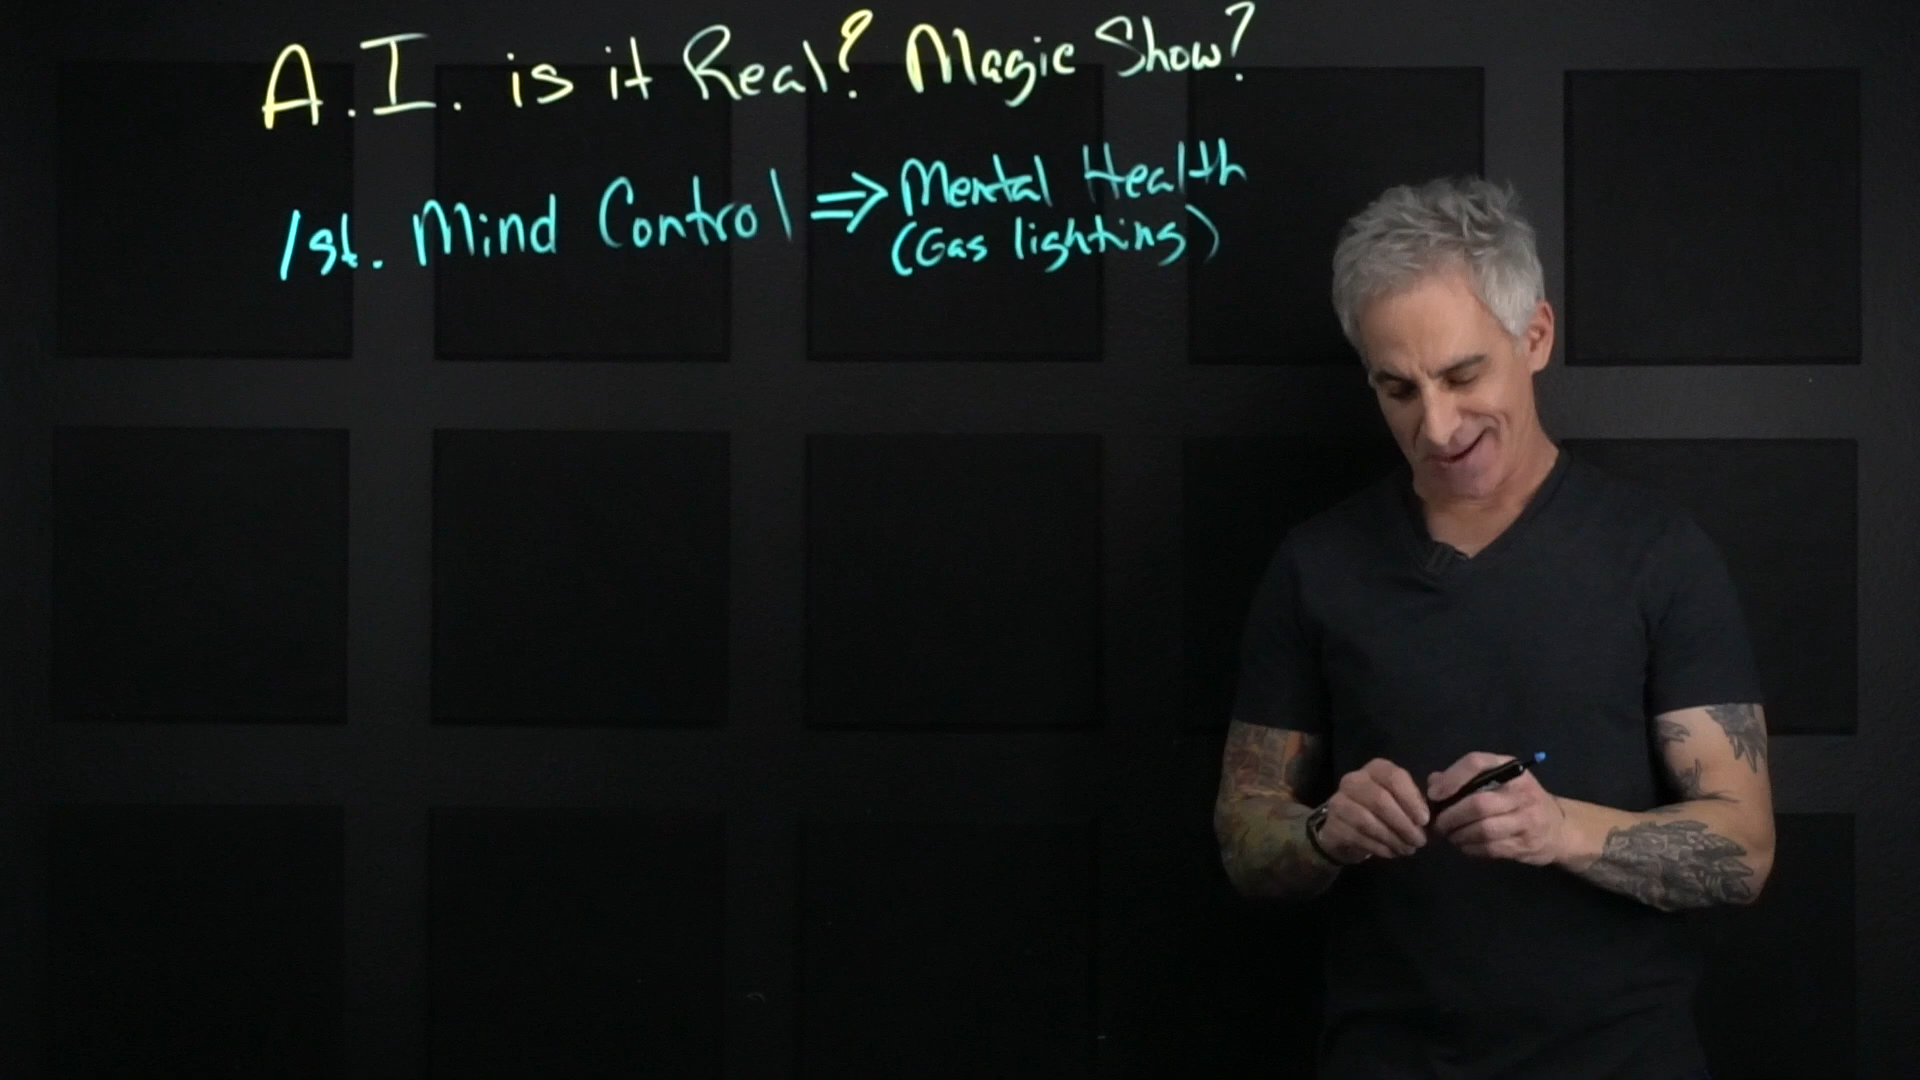 A.I. is it Real? Magic Show?
1st. Mind Control ⇒ Mental Health
(Gas lighting)